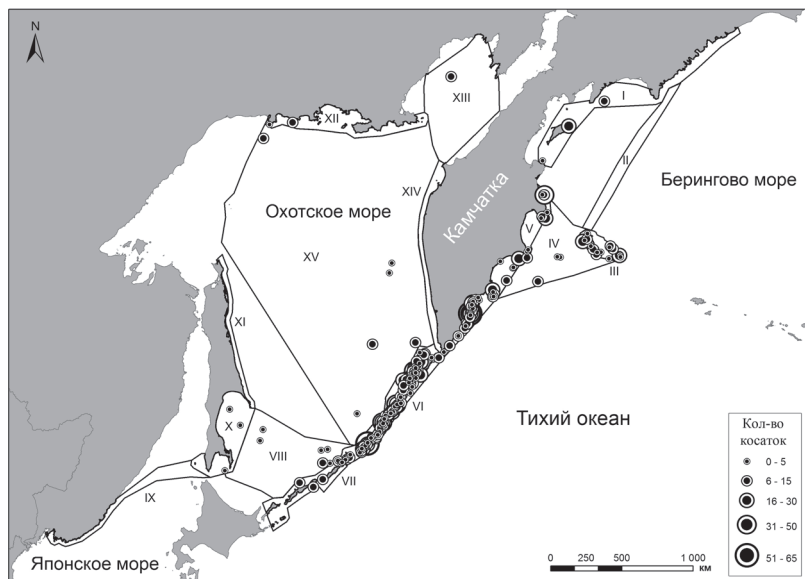 N
XIII
I
XII
II
Берингово море
XIV
Охотское море
Камчатка
V
IV
XV
III
XI
VI
Тихий океан
X
VIII
VII
IX
Японское море
Кол-во
косаток
0 - 5
6 - 15
16 - 30
31 - 50
51 - 65
0 250 500 1 000
км